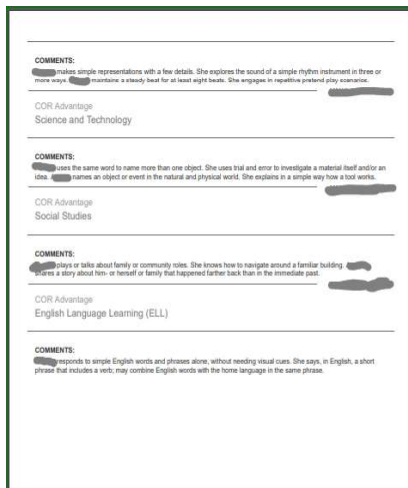 COMMENTS:
makes simple representations with a few details. She explores the sound of a simple rhythm instrument in three or
more ways. maintains a steady beat for at least eight beats. She engages in repetitive pretend play scenarios.
COR Advantage
Science and Technology
COMMENTS:
uses the same word to name more than one object. She uses trial and error to investigate a material itself and/or an
idea. names an object or event in the natural and physical world. She explains in a simple way how a tool works.
COR Advantage
Social Studies
COMMENTS:
plays or talks about family or community roles. She knows how to navigate around a familiar building.
shares a story about him- or herself or family that happened farther back than in the immediate past.
COR Advantage
English Language Learning (ELL)
COMMENTS:
responds to simple English words and phrases alone, without needing visual cues. She says, in English, a short
phrase that includes a verb; may combine English words with the home language in the same phrase.